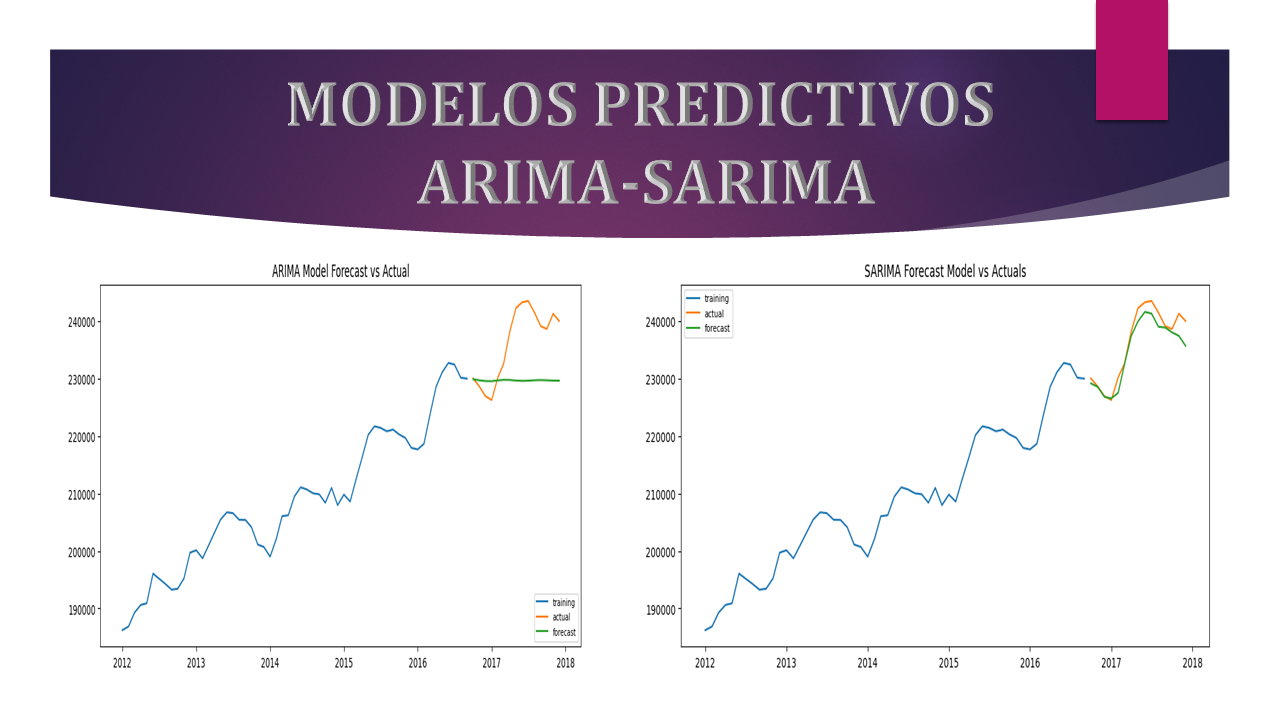 MODELOS PREDICTIVOS
ARIMA-SARIMA
ARIMA Model Forecast vs Actual
240000
230000
220000
210000
200000
190000
2012 2013 2014 2015 2016 2017 2018
training
actual
forecast
SARIMA Forecast Model vs Actuals
training
actual
forecast
240000
230000
220000
210000
200000
190000
2012 2013 2014 2015 2016 2017 2018